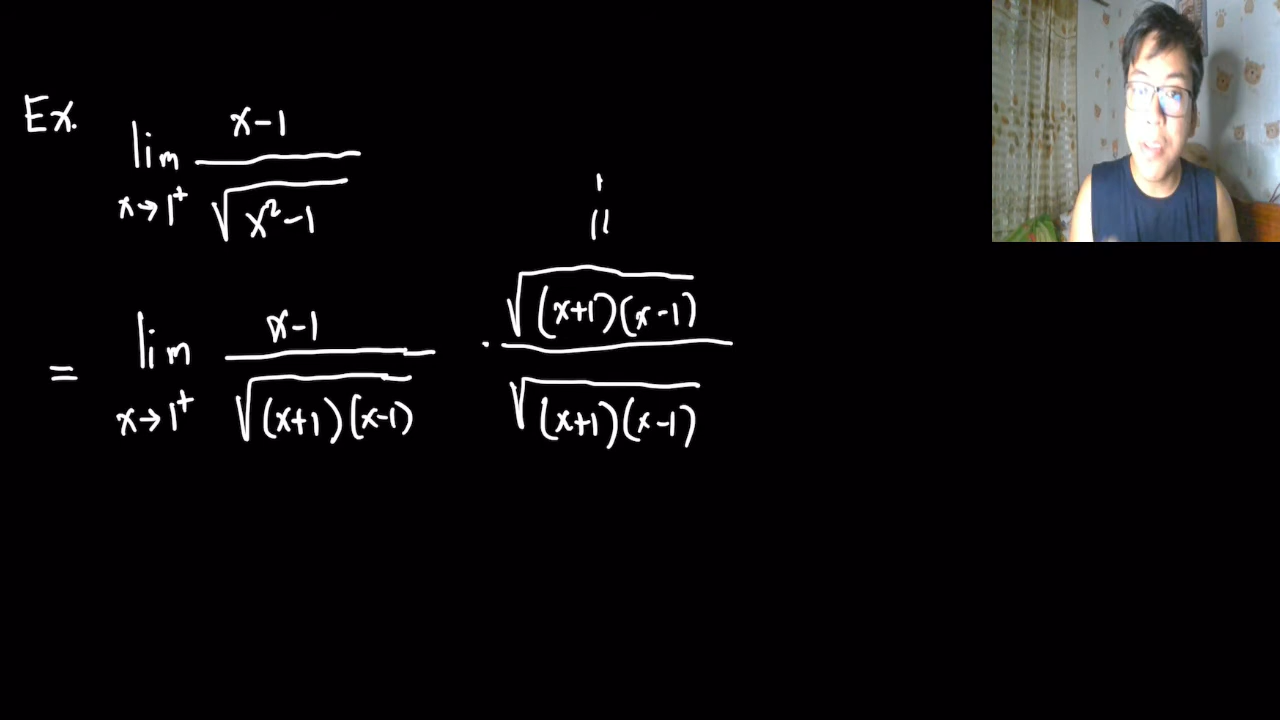 Ex. lim x→1⁺ (x-1)/√(x²-1)
= lim x→1⁺ (x-1)/√((x+1)(x-1)) · √((x+1)(x-1))/√((x+1)(x-1))